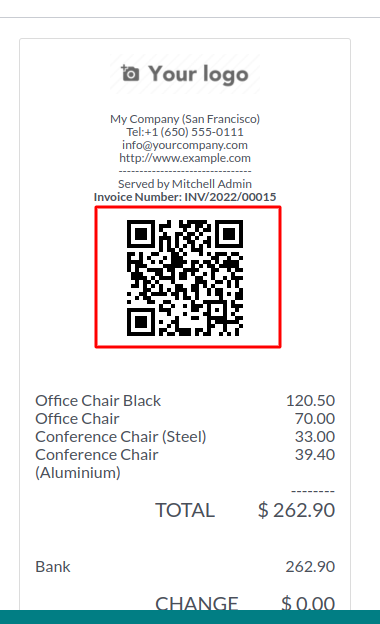 Your logo
My Company (San Francisco)
Tel:+1 (650) 555-0111
info@yourcompany.com
http://www.example.com
--------------------------------
Served by Mitchell Admin
Invoice Number: INV/2022/00015
Office Chair Black 120.50
Office Chair 70.00
Conference Chair (Steel) 33.00
Conference Chair 39.40
(Aluminium)
--------
TOTAL $ 262.90
Bank 262.90
CHANGE $ 0.00